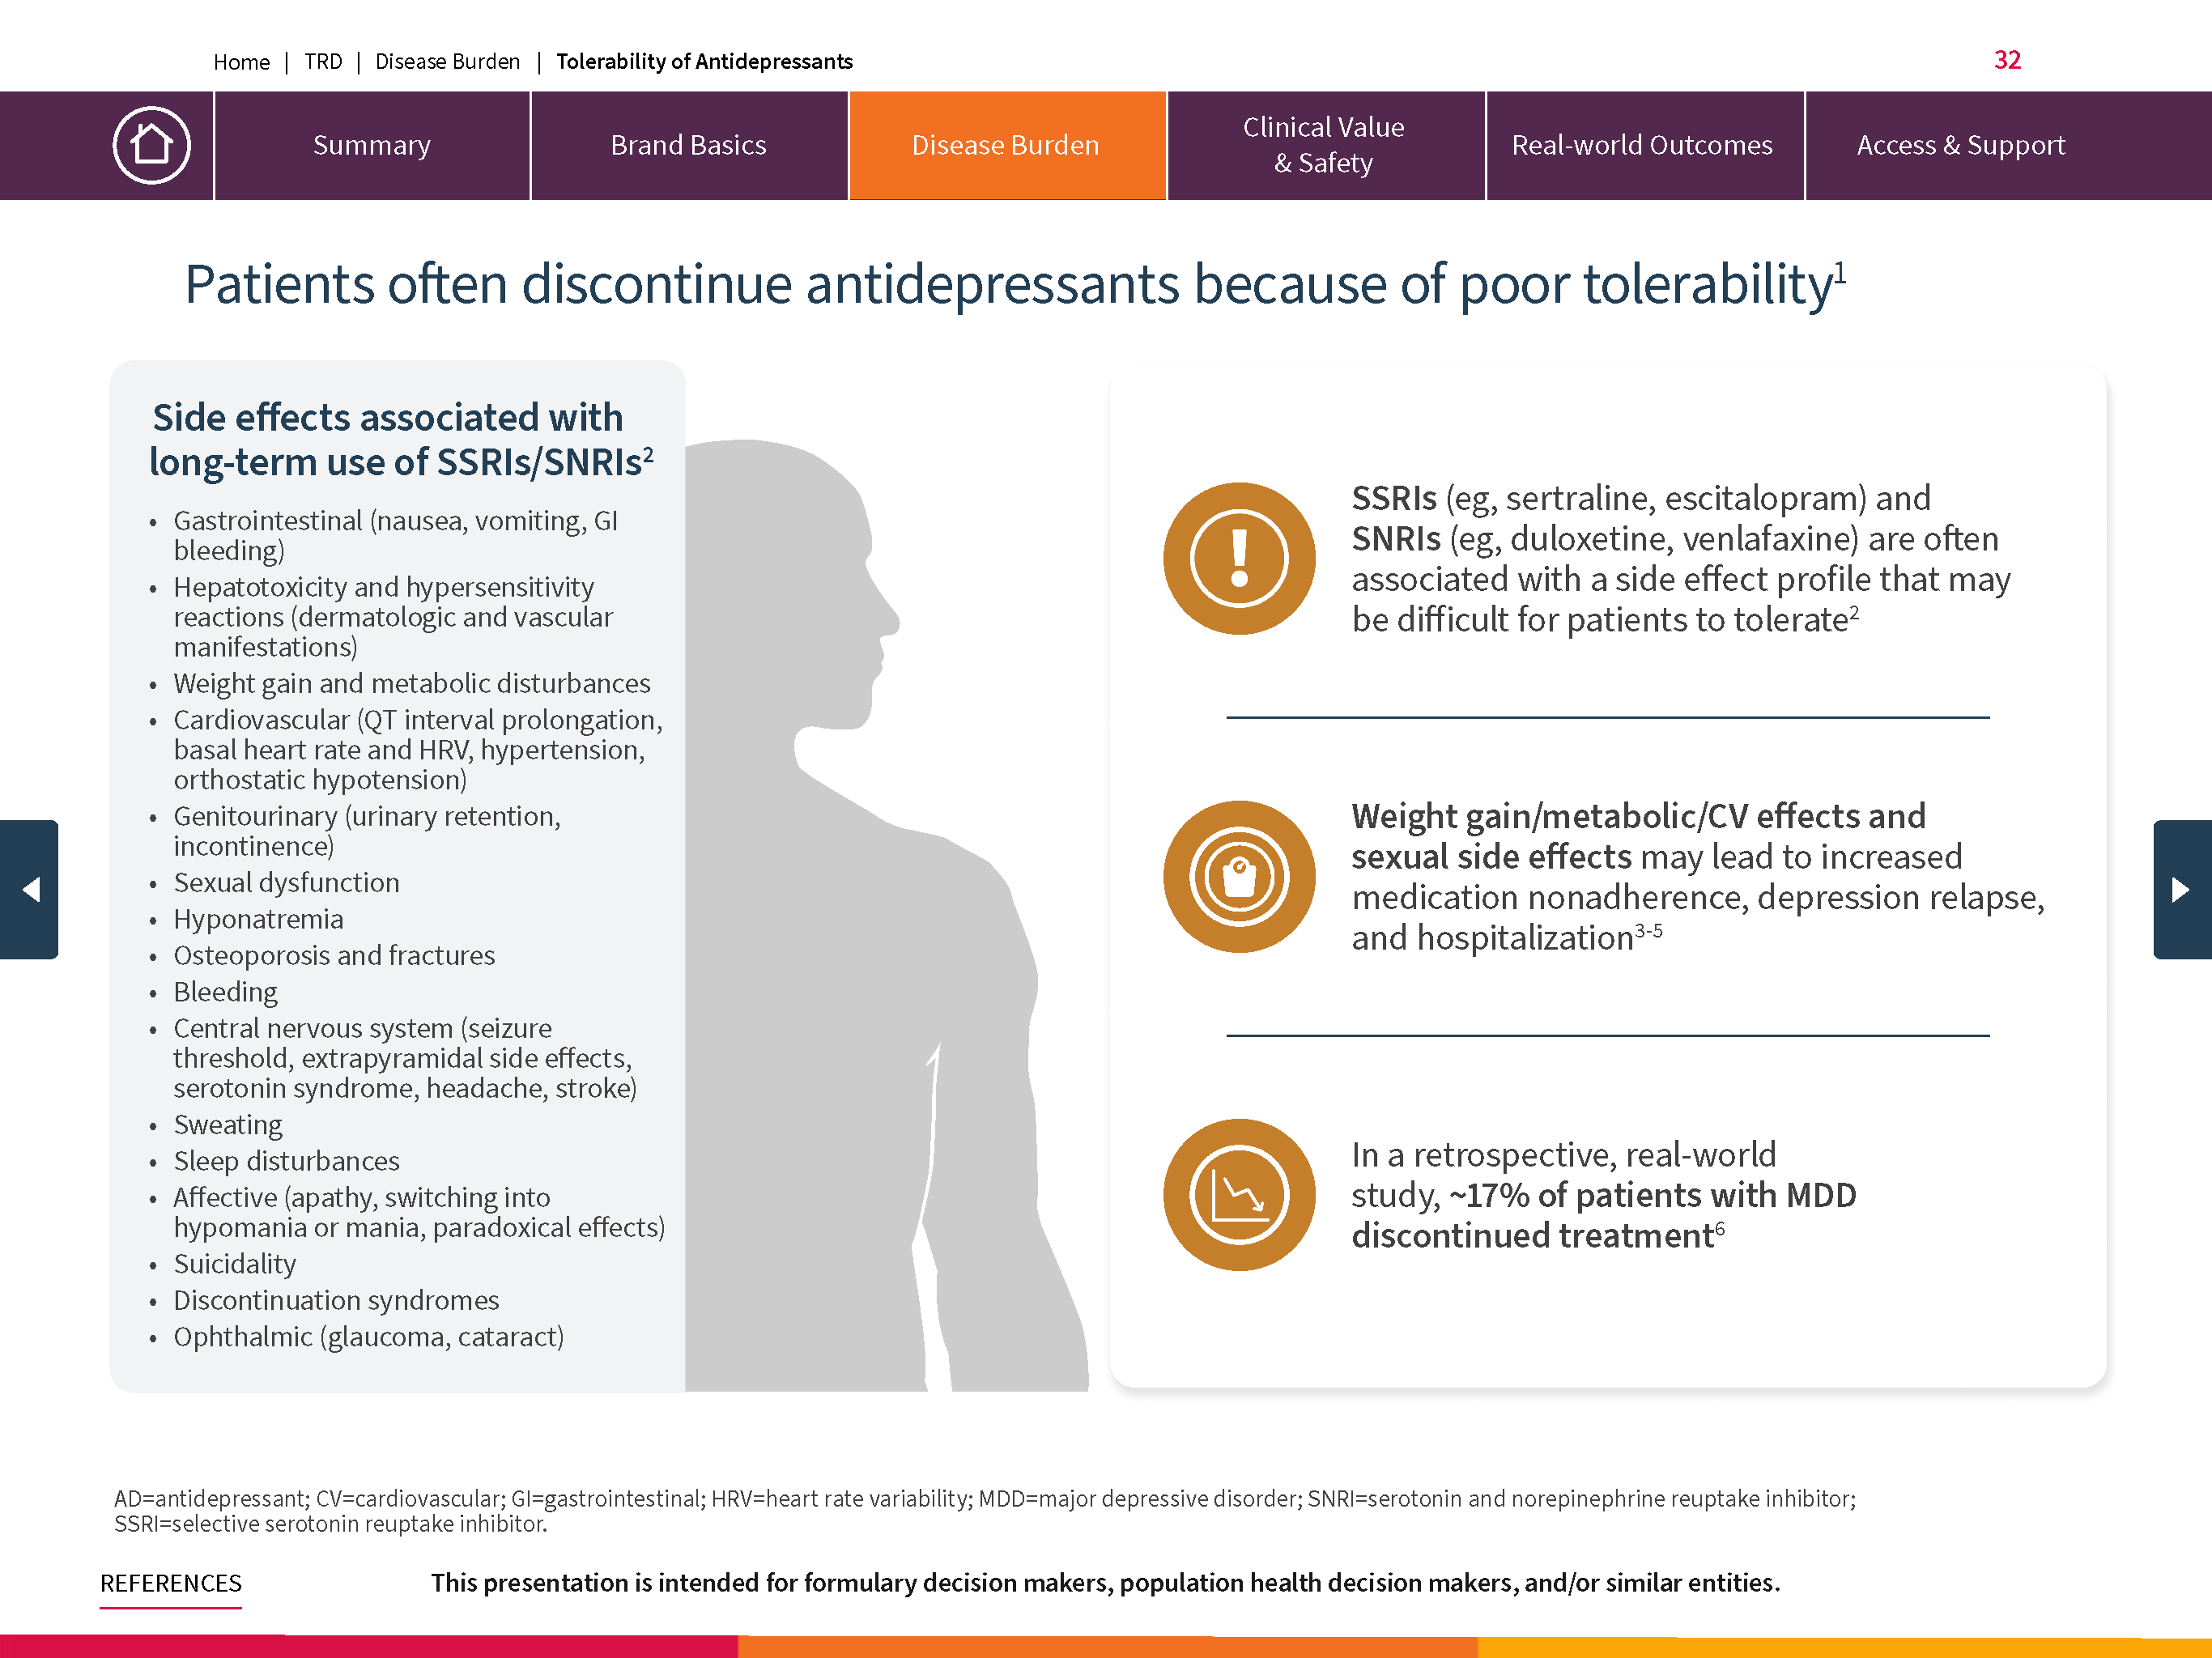 Home | TRD | Disease Burden | Tolerability of Antidepressants
32
Summary
Brand Basics
Disease Burden
Clinical Value
& Safety
Real-world Outcomes
Access & Support
Patients often discontinue antidepressants because of poor tolerability¹
Side effects associated with
long-term use of SSRIs/SNRIs²
• Gastrointestinal (nausea, vomiting, GI
bleeding)
• Hepatotoxicity and hypersensitivity
reactions (dermatologic and vascular
manifestations)
• Weight gain and metabolic disturbances
• Cardiovascular (QT interval prolongation,
basal heart rate and HRV, hypertension,
orthostatic hypotension)
• Genitourinary (urinary retention,
incontinence)
• Sexual dysfunction
• Hyponatremia
• Osteoporosis and fractures
• Bleeding
• Central nervous system (seizure
threshold, extrapyramidal side effects,
serotonin syndrome, headache, stroke)
• Sweating
• Sleep disturbances
• Affective (apathy, switching into
hypomania or mania, paradoxical effects)
• Suicidality
• Discontinuation syndromes
• Ophthalmic (glaucoma, cataract)
SSRIs (eg, sertraline, escitalopram) and
SNRIs (eg, duloxetine, venlafaxine) are often
associated with a side effect profile that may
be difficult for patients to tolerate²
Weight gain/metabolic/CV effects and
sexual side effects may lead to increased
medication nonadherence, depression relapse,
and hospitalization³⁻⁵
In a retrospective, real-world
study, ~17% of patients with MDD
discontinued treatment⁶
AD=antidepressant; CV=cardiovascular; GI=gastrointestinal; HRV=heart rate variability; MDD=major depressive disorder; SNRI=serotonin and norepinephrine reuptake inhibitor;
SSRI=selective serotonin reuptake inhibitor.
REFERENCES
This presentation is intended for formulary decision makers, population health decision makers, and/or similar entities.